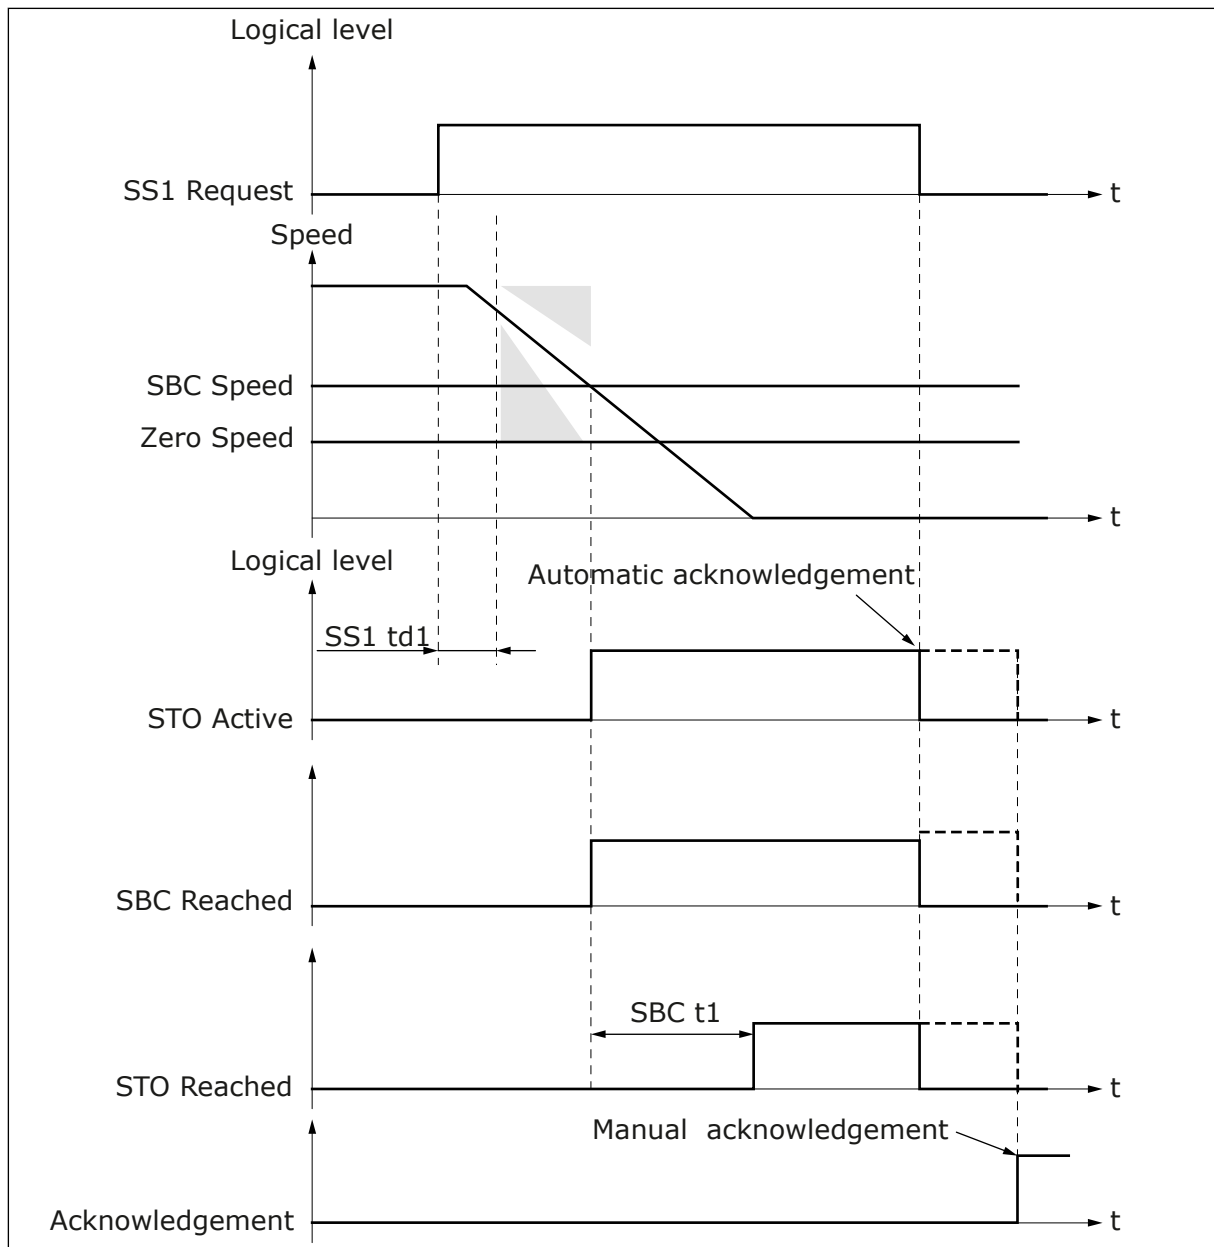 Logical level
SS1 Request
t
Speed
SBC Speed
Zero Speed
t
Logical level
Automatic acknowledgement
SS1 td1
STO Active
t
SBC Reached
t
SBC t1
STO Reached
t
Manual acknowledgement
Acknowledgement
t